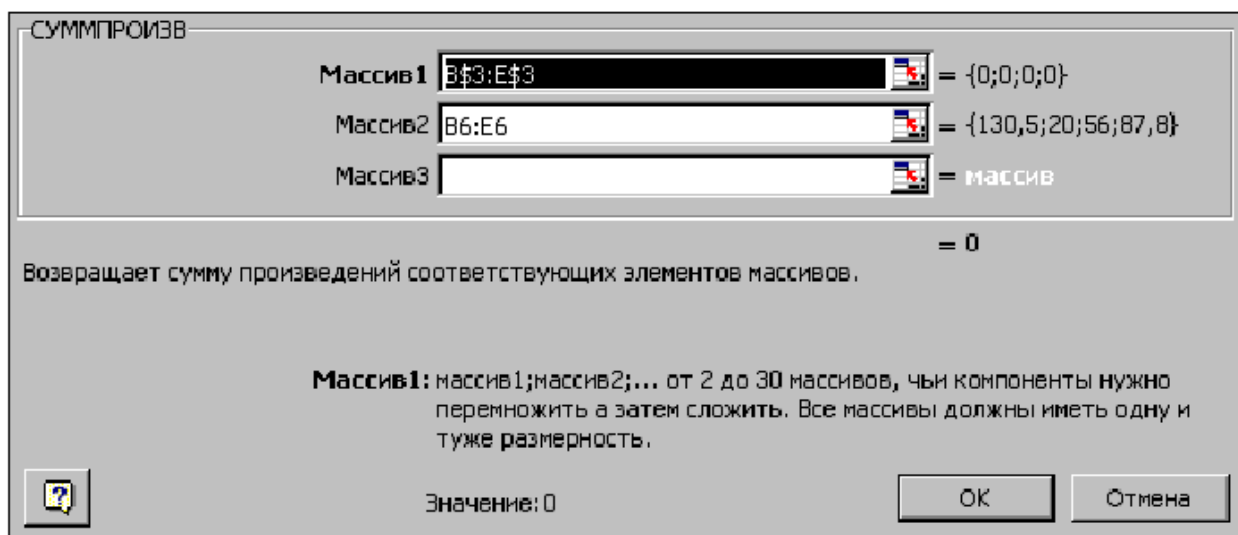 СУММПРОИЗВ
Массив1 B$3:E$3 = {0;0;0;0}
Массив2 B6:E6 = {130,5;20;56;87,8}
Массив3 = массив
= 0
Возвращает сумму произведений соответствующих элементов массивов.
Массив1: массив1;массив2;... от 2 до 30 массивов, чьи компоненты нужно
перемножить а затем сложить. Все массивы должны иметь одну и
туже размерность.
Значение:0
OK
Отмена